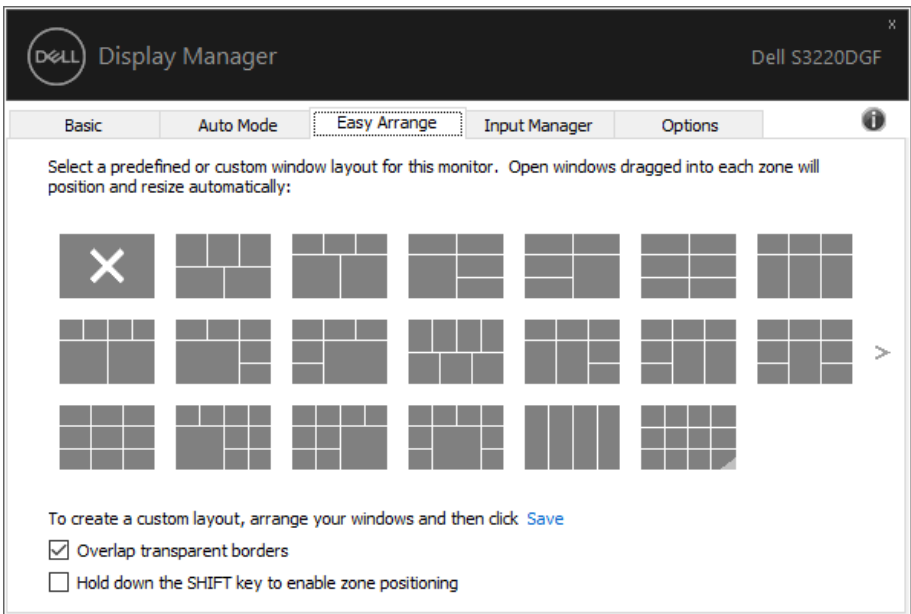 x
DELL Display Manager
Dell S3220DGF
Basic Auto Mode Easy Arrange Input Manager Options
Select a predefined or custom window layout for this monitor. Open windows dragged into each zone will
position and resize automatically:
>
To create a custom layout, arrange your windows and then click Save
Overlap transparent borders
Hold down the SHIFT key to enable zone positioning